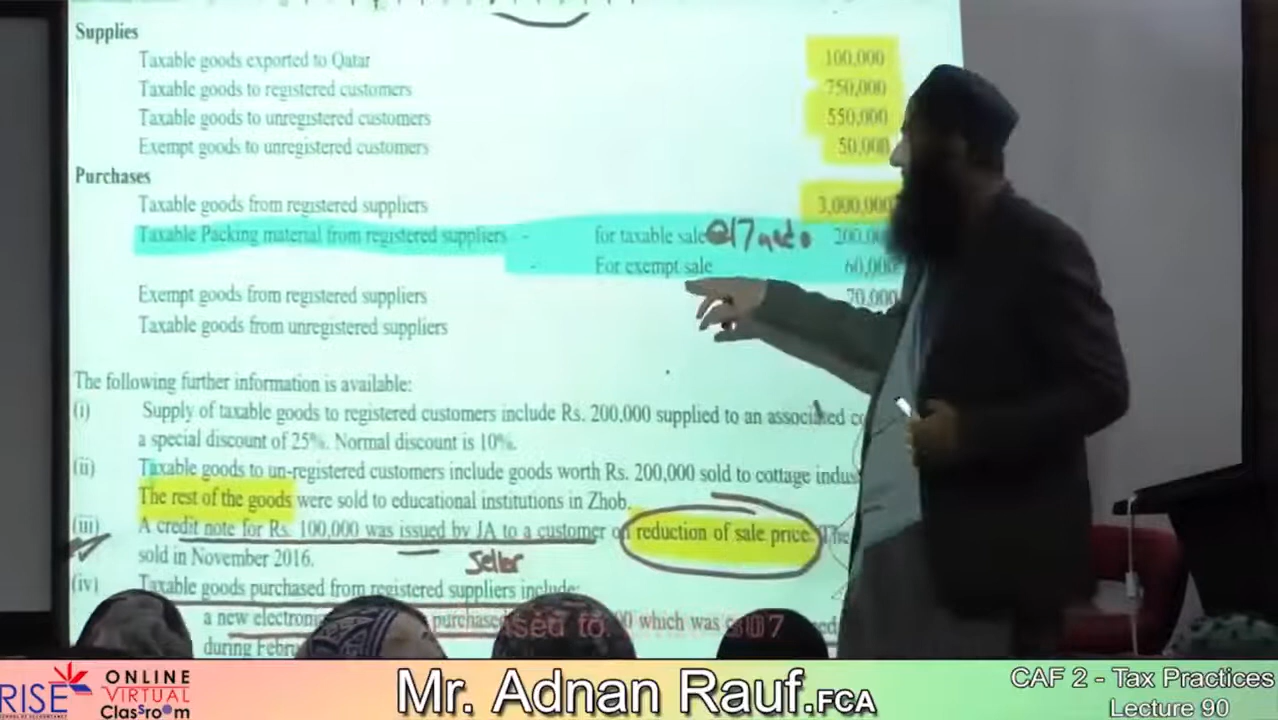 Supplies
Taxable goods exported to Qatar 100,000
Taxable goods to registered customers 750,000
Taxable goods to unregistered customers 550,000
Exempt goods to unregistered customers 50,000
Purchases
Taxable goods from registered suppliers 3,000,000
Taxable Packing material from registered suppliers - for taxable sale @17
- For exempt sale 60,000
Exempt goods from registered suppliers 70,000
Taxable goods from unregistered suppliers
The following further information is available:
(i) Supply of taxable goods to registered customers include Rs. 200,000 supplied to an associated
a special discount of 25%. Normal discount is 10%.
(ii) Taxable goods to un-registered customers include goods worth Rs. 200,000 sold to cottage
The rest of the goods were sold to educational institutions in Zhob.
(iii) A credit note for Rs. 100,000 was issued by JA to a customer on reduction of sale price.
sold in November 2016. Seller
(iv) Taxable goods purchased from registered suppliers include:
a new which was
during
RISE ONLINE
VIRTUAL
Classroom
Mr. Adnan Rauf.FCA
CAF 2 - Tax Practices
Lecture 90